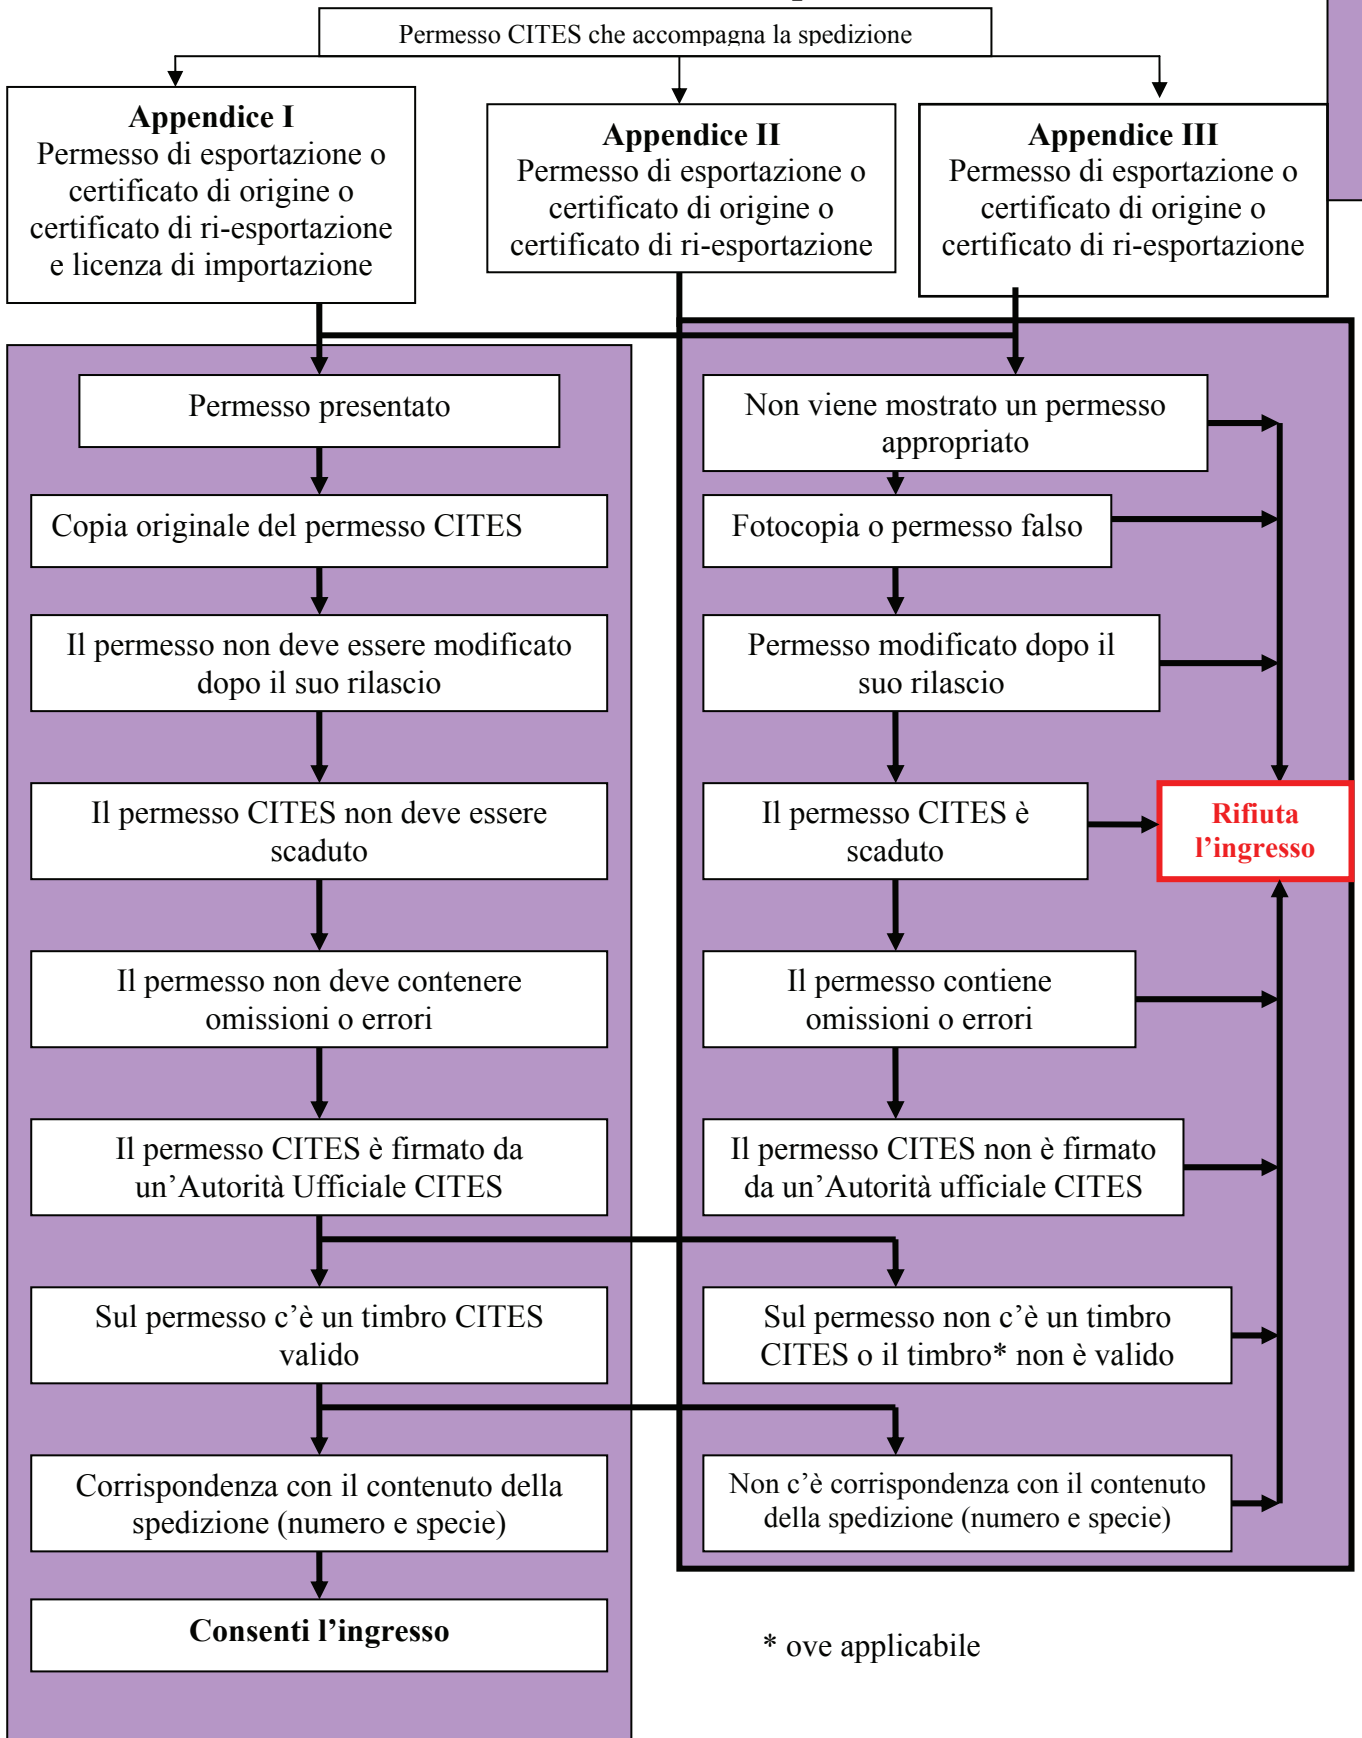 Permesso CITES che accompagna la spedizione
Appendice I
Permesso di esportazione o
certificato di origine o
certificato di ri-esportazione
e licenza di importazione
Appendice II
Permesso di esportazione o
certificato di origine o
certificato di ri-esportazione
Appendice III
Permesso di esportazione o
certificato di origine o
certificato di ri-esportazione
Permesso presentato
Non viene mostrato un permesso
appropriato
Copia originale del permesso CITES
Fotocopia o permesso falso
Il permesso non deve essere modificato
dopo il suo rilascio
Permesso modificato dopo il
suo rilascio
Il permesso CITES non deve essere
scaduto
Il permesso CITES è
scaduto
Rifiuta
l’ingresso
Il permesso non deve contenere
omissioni o errori
Il permesso contiene
omissioni o errori
Il permesso CITES è firmato da
un’Autorità Ufficiale CITES
Il permesso CITES non è firmato
da un’Autorità ufficiale CITES
Sul permesso c’è un timbro CITES
valido
Sul permesso non c’è un timbro
CITES o il timbro* non è valido
Corrispondenza con il contenuto della
spedizione (numero e specie)
Non c’è corrispondenza con il contenuto
della spedizione (numero e specie)
Consenti l’ingresso
* ove applicabile